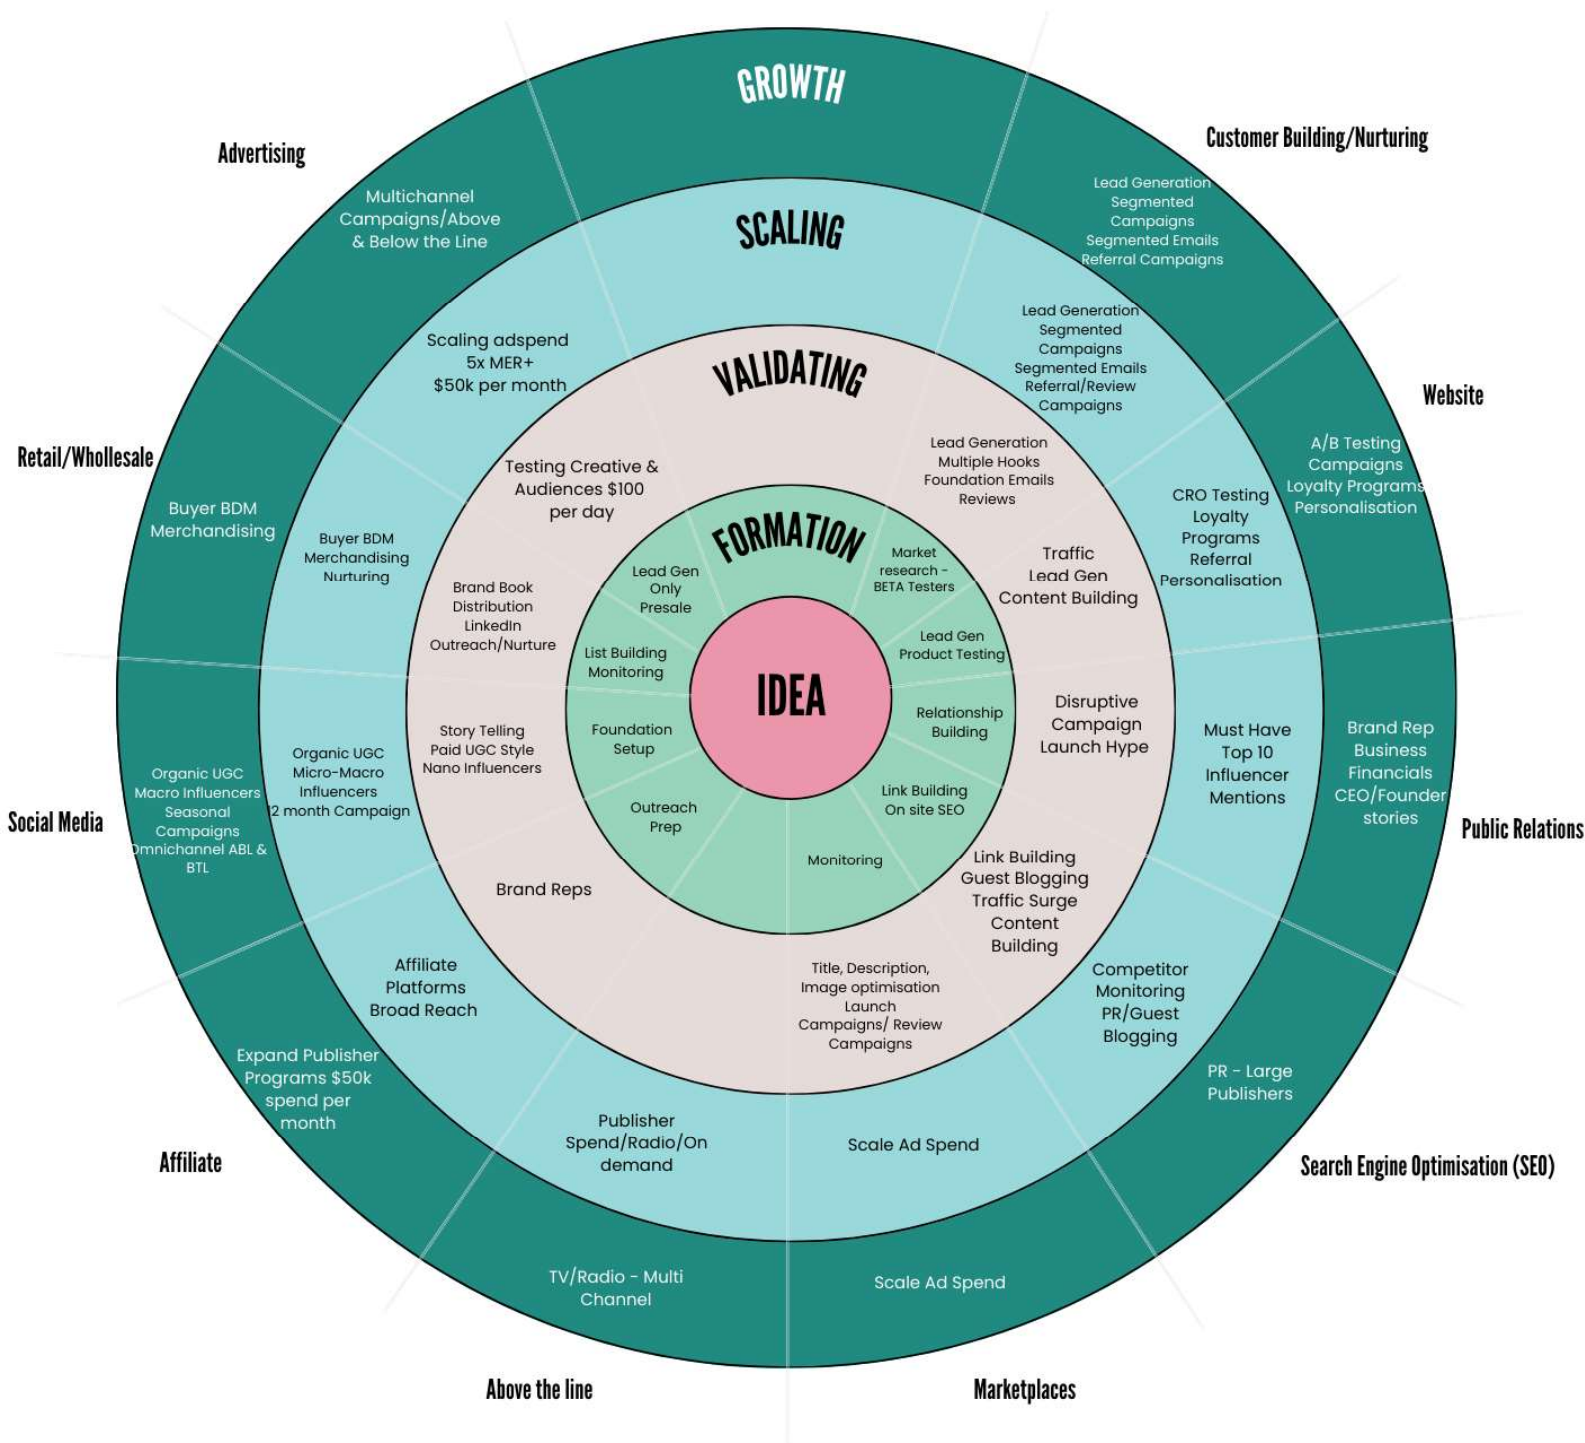 GROWTH
SCALING
VALIDATING
FORMATION
IDEA
Customer Building/Nurturing
Lead Generation
Segmented
Campaigns
Segmented Emails
Referral Campaigns
Lead Generation
Segmented
Campaigns
Segmented Emails
Referral/Review
Campaigns
Lead Generation
Multiple Hooks
Foundation Emails
Reviews
Market
research -
BETA Testers
Website
A/B Testing
Campaigns
Loyalty Programs
Personalisation
CRO Testing
Loyalty
Programs
Referral
Personalisation
Traffic
Lead Gen
Content Building
Lead Gen
Product Testing
Public Relations
Brand Rep
Business
Financials
CEO/Founder
stories
Must Have
Top 10
Influencer
Mentions
Disruptive
Campaign
Launch Hype
Relationship
Building
Search Engine Optimisation (SEO)
PR - Large
Publishers
Competitor
Monitoring
PR/Guest
Blogging
Link Building
Guest Blogging
Traffic Surge
Content
Building
Link Building
On site SEO
Marketplaces
Scale Ad Spend
Scale Ad Spend
Title, Description,
Image optimisation
Launch
Campaigns/ Review
Campaigns
Monitoring
Above the line
TV/Radio - Multi
Channel
Publisher
Spend/Radio/On
demand
Affiliate
Expand Publisher
Programs $50k
spend per
month
Affiliate
Platforms
Broad Reach
Brand Reps
Outreach
Prep
Social Media
Organic UGC
Macro Influencers
Seasonal
Campaigns
Omnichannel ABL &
BTL
Organic UGC
Micro-Macro
Influencers
12 month Campaign
Story Telling
Paid UGC Style
Nano Influencers
Foundation
Setup
Retail/Whollesale
Buyer BDM
Merchandising
Buyer BDM
Merchandising
Nurturing
Brand Book
Distribution
LinkedIn
Outreach/Nurture
List Building
Monitoring
Advertising
Multichannel
Campaigns/Above
& Below the Line
Scaling adspend
5x MER+
$50k per month
Testing Creative &
Audiences $100
per day
Lead Gen
Only
Presale